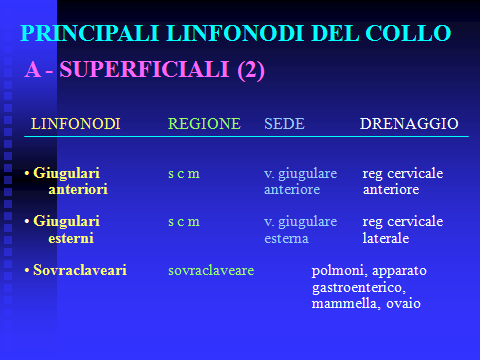 PRINCIPALI LINFONODI DEL COLLO
A - SUPERFICIALI (2)
LINFONODI REGIONE SEDE DRENAGGIO
• Giugulari s c m v. giugulare reg cervicale
anteriori anteriore anteriore
• Giugulari s c m v. giugulare reg cervicale
esterni esterna laterale
• Sovraclaveari sovraclaveare polmoni, apparato
gastroenterico,
mammella, ovaio